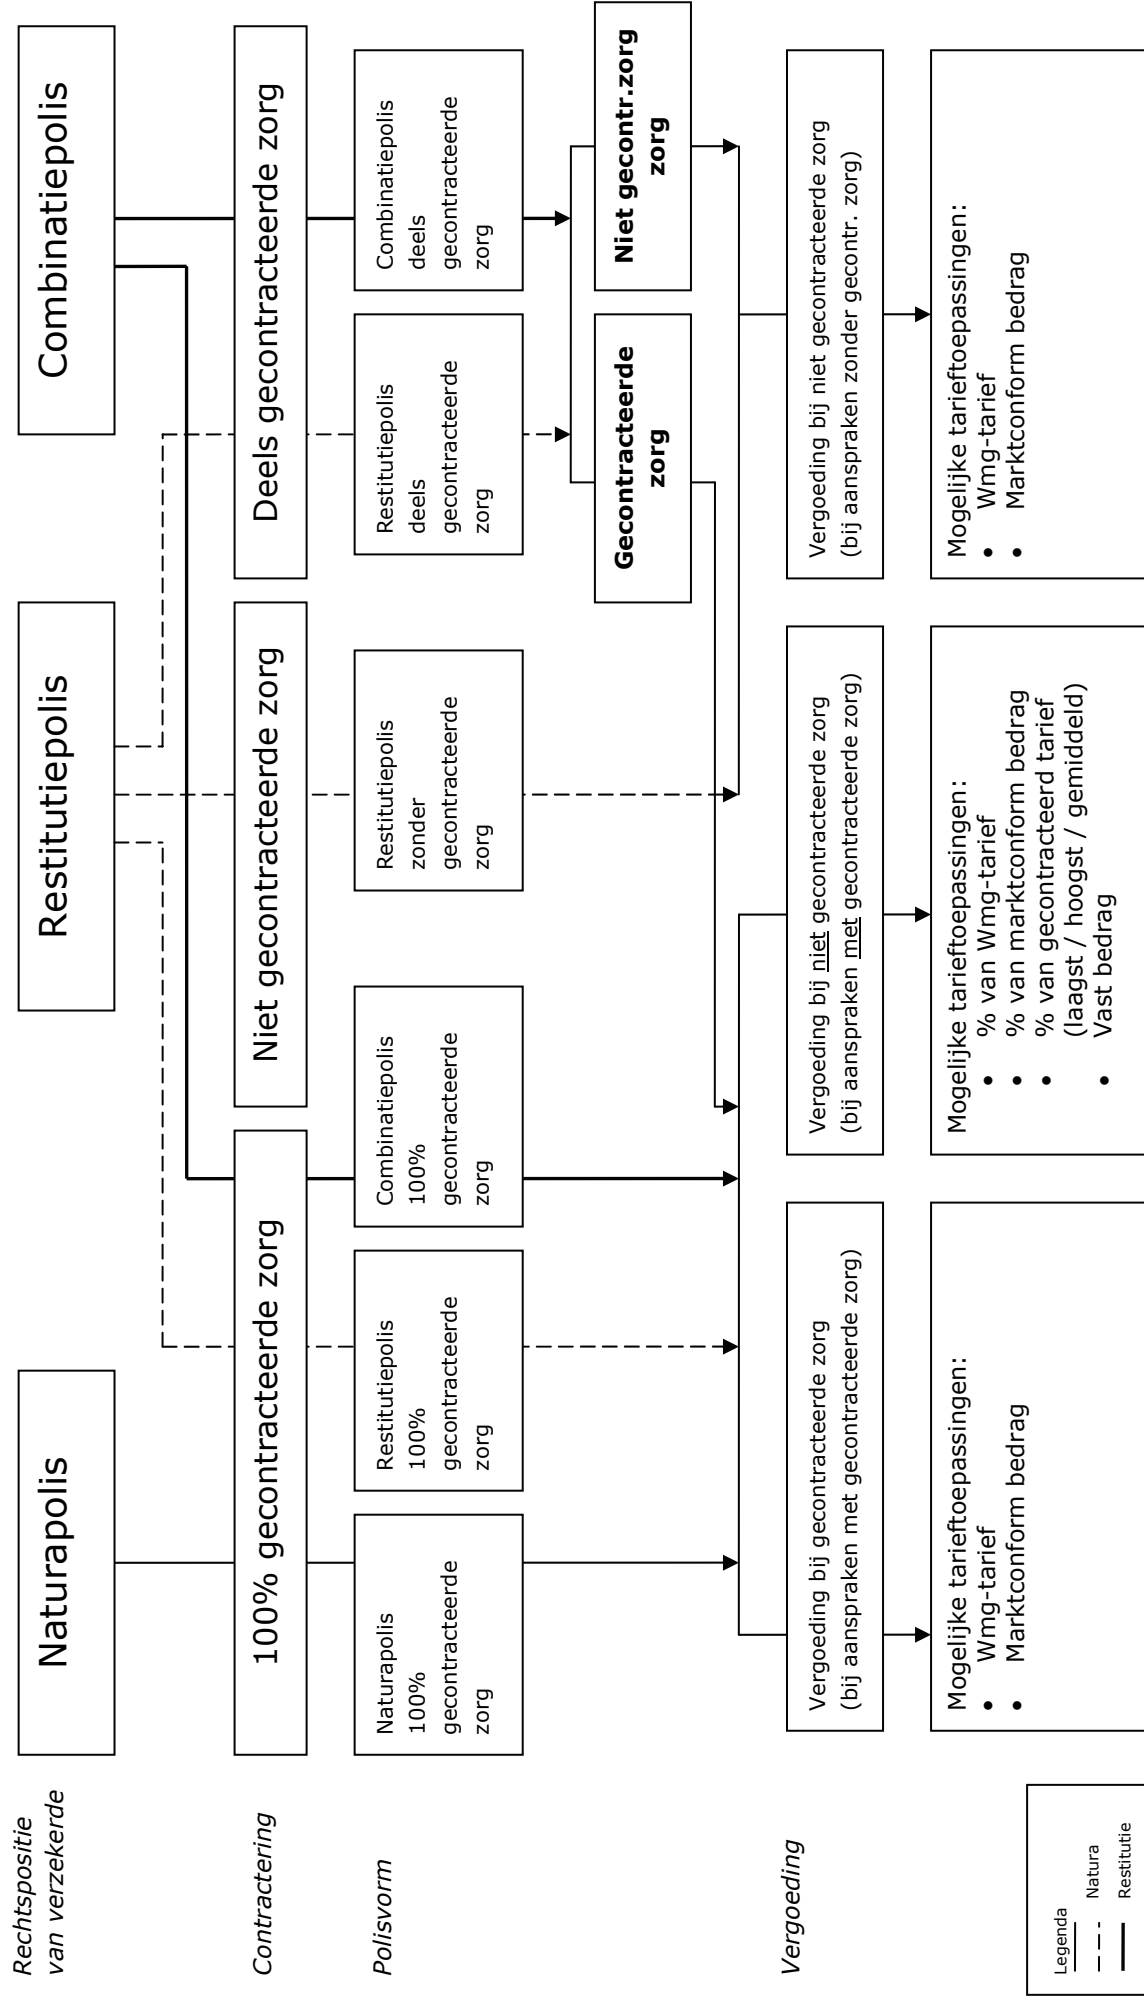 Rechtspositie
van verzekerde
Naturapolis
Restitutiepolis
Combinatiepolis
Contractering
100% gecontracteerde zorg
Niet gecontracteerde zorg
Deels gecontracteerde zorg
Polisvorm
Naturapolis
100%
gecontracteerde
zorg
Restitutiepolis
100%
gecontracteerde
zorg
Combinatiepolis
100%
gecontracteerde
zorg
Restitutiepolis
zonder
gecontracteerde
zorg
Restitutiepolis
deels
gecontracteerde
zorg
Combinatiepolis
deels
gecontracteerde
zorg
Gecontracteerde
zorg
Niet gecontr.zorg
zorg
Vergoeding
Vergoeding bij gecontracteerde zorg
(bij aanspraken met gecontracteerde zorg)
Vergoeding bij niet gecontracteerde zorg
(bij aanspraken met gecontracteerde zorg)
Vergoeding bij niet gecontracteerde zorg
(bij aanspraken zonder gecontr. zorg)
Mogelijke tarieftoepassingen:
• Wmg-tarief
• Marktconform bedrag
Mogelijke tarieftoepassingen:
• % van Wmg-tarief
• % van marktconform bedrag
• % van gecontracteerd tarief
(laagst / hoogst / gemiddeld)
• Vast bedrag
Mogelijke tarieftoepassingen:
• Wmg-tarief
• Marktconform bedrag
Legenda
Natura
Restitutie